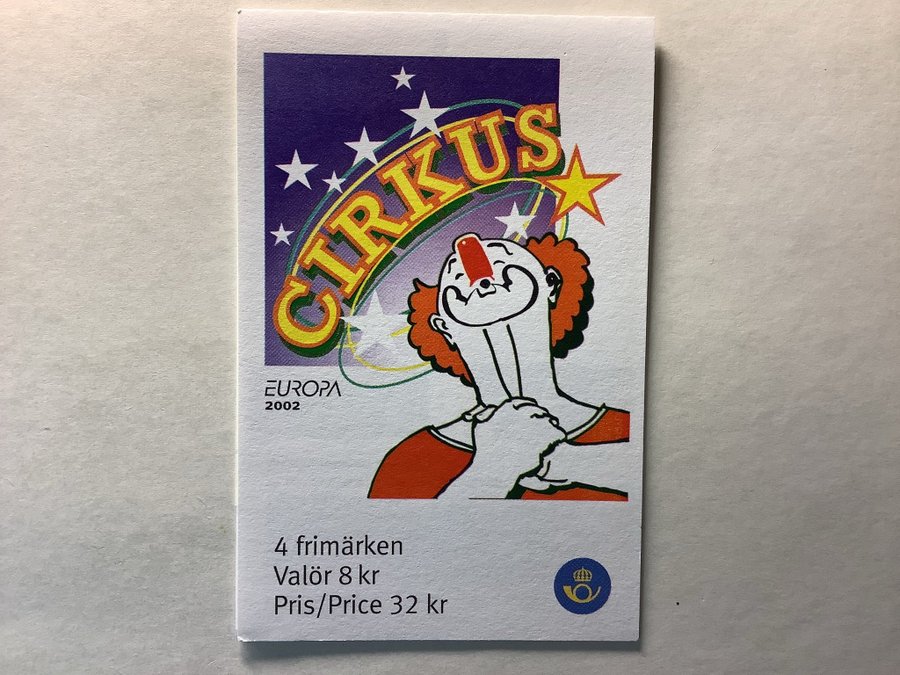 CIRKUS
EUROPA
2002
4 frimärken
Valör 8 kr
Pris/Price 32 kr